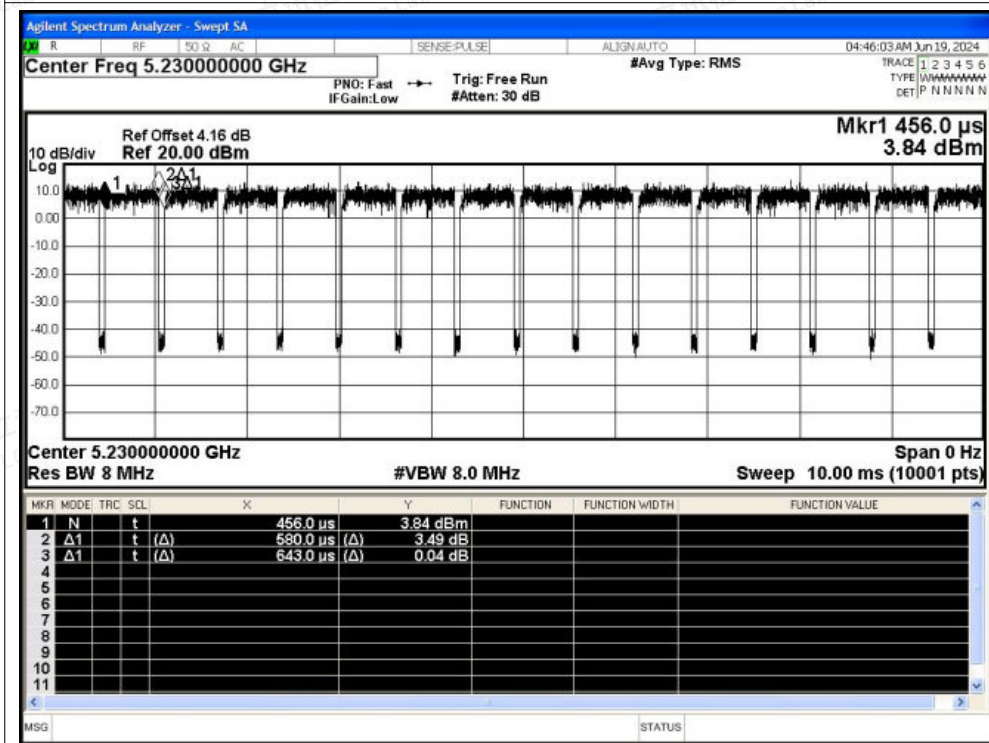 Agilent Spectrum Analyzer - Swept SA
LXI R RF 50 Ω AC SENSE:PULSE ALIGN AUTO 04:46:03 AM Jun 19, 2024
Center Freq 5.230000000 GHz #Avg Type: RMS TRACE 1 2 3 4 5 6
PNO: Fast Trig: Free Run TYPE WWWWWW
IFGain:Low #Atten: 30 dB DET P N N N N N
Mkr1 456.0 µs
Ref Offset 4.16 dB
10 dB/div Ref 20.00 dBm 3.84 dBm
Log
1 2Δ1
3Δ1
10.0
0.00
-10.0
-20.0
-30.0
-40.0
-50.0
-60.0
-70.0
Center 5.230000000 GHz Span 0 Hz
Res BW 8 MHz #VBW 8.0 MHz Sweep 10.00 ms (10001 pts)
MKR MODE TRC SCL X Y FUNCTION FUNCTION WIDTH FUNCTION VALUE
1 N t 456.0 µs 3.84 dBm
2 Δ1 t (Δ) 580.0 µs (Δ) 3.49 dB
3 Δ1 t (Δ) 643.0 µs (Δ) 0.04 dB
4
5
6
7
8
9
10
11
MSG STATUS